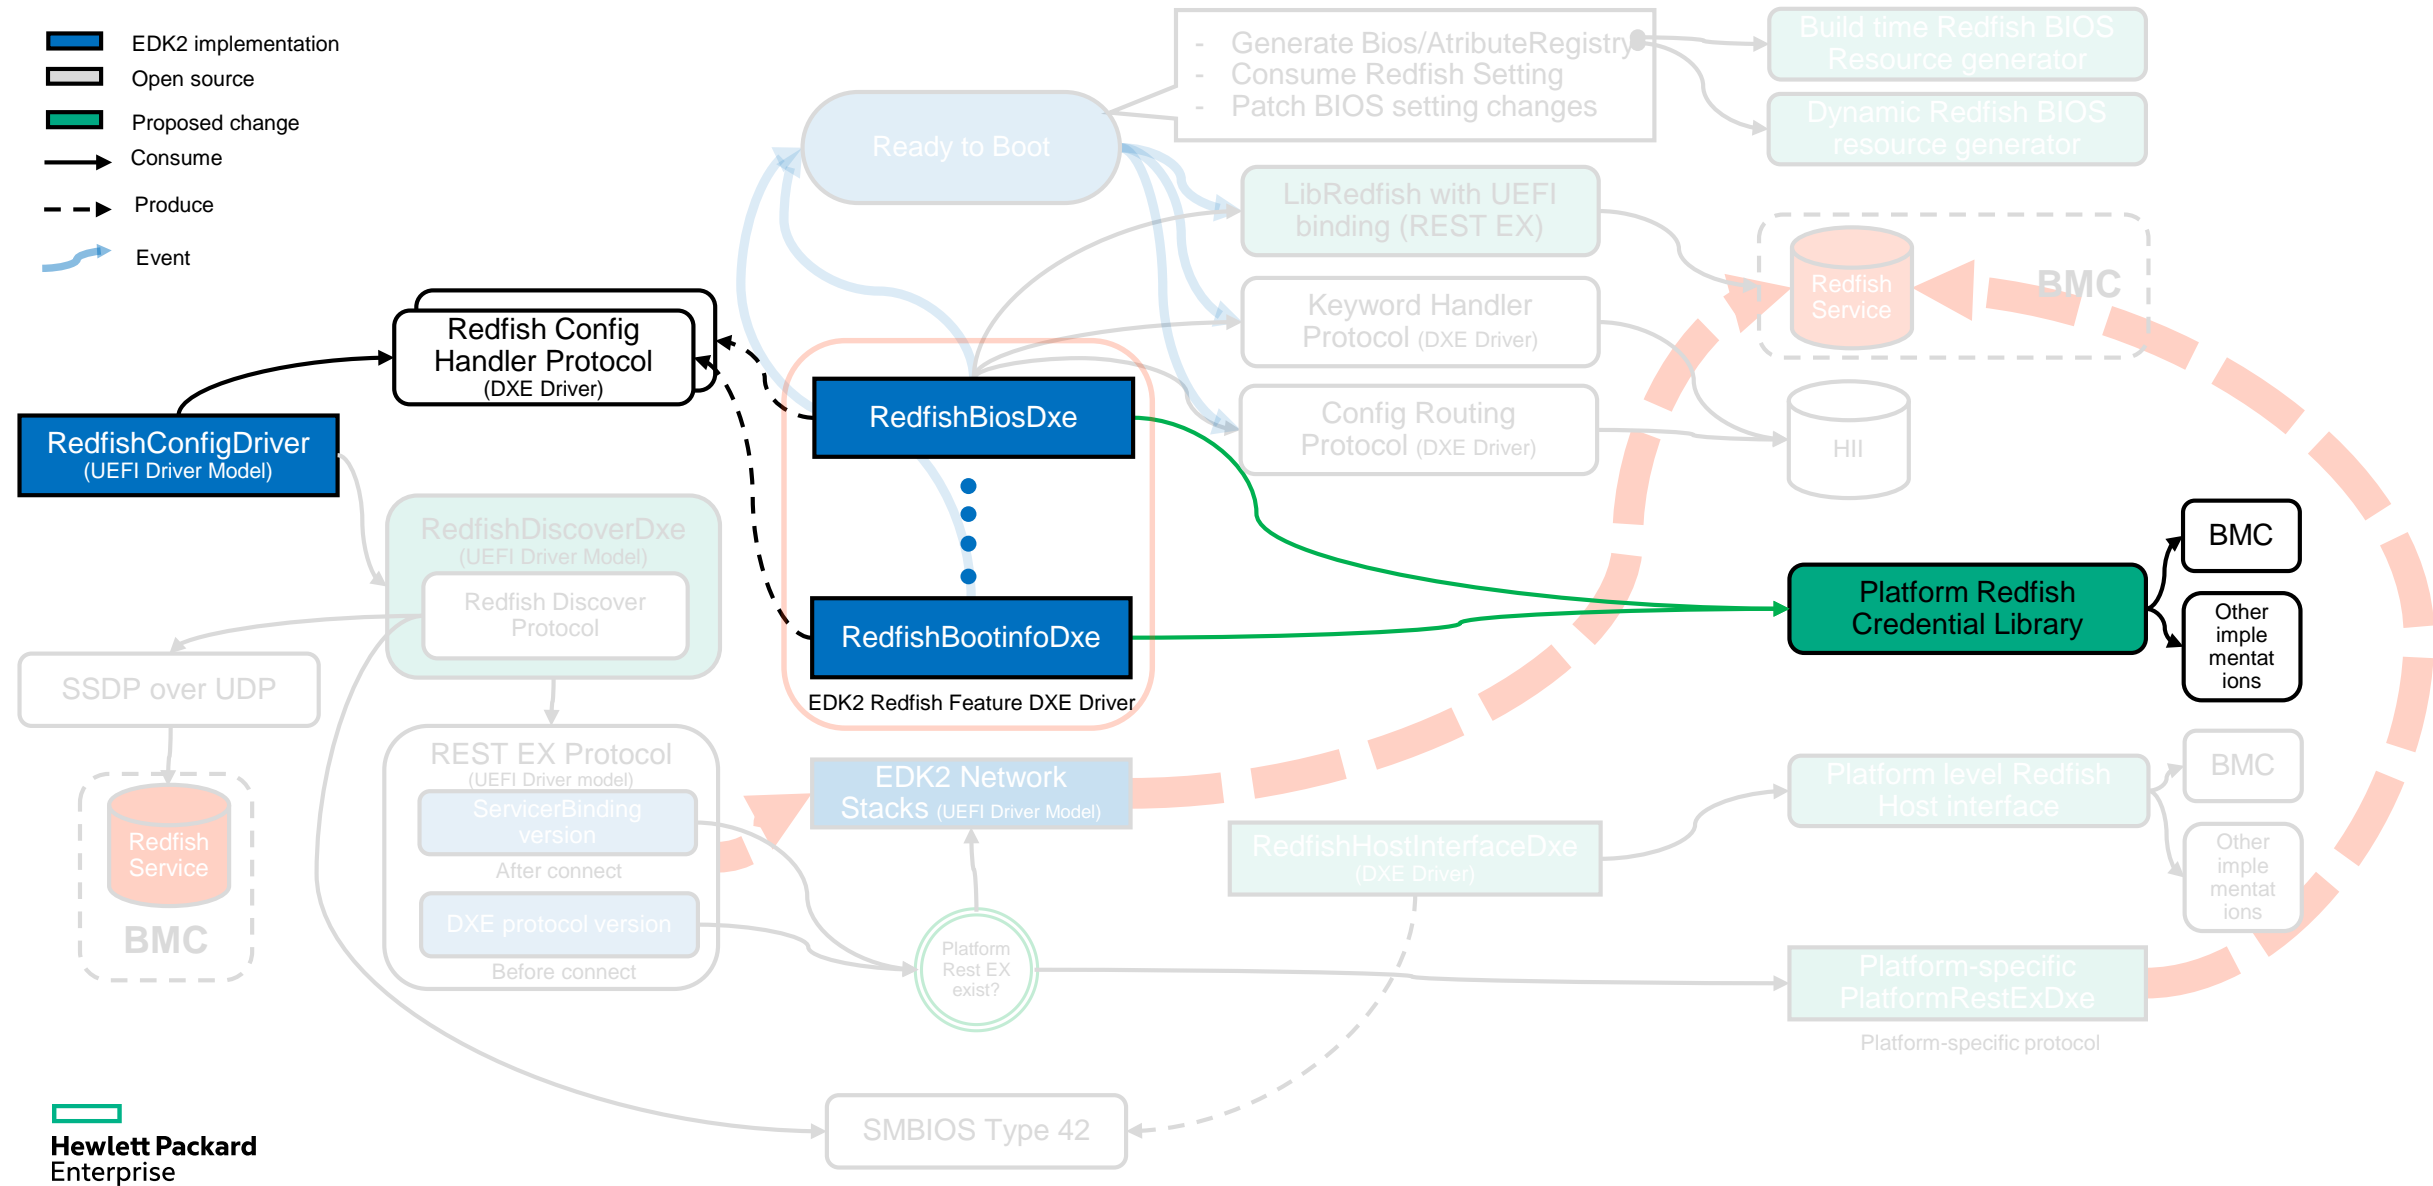 EDK2 implementation
Open source
Proposed change
Consume
Produce
Event
- Generate Bios/AtributeRegistry
- Consume Redfish Setting
- Patch BIOS setting changes
Build time Redfish BIOS
Resource generator
Dynamic Redfish BIOS
resource generator
Ready to Boot
LibRedfish with UEFI
binding (REST EX)
Redfish
Service
BMC
Keyword Handler
Protocol (DXE Driver)
Redfish Config
Handler Protocol
(DXE Driver)
RedfishBiosDxe
Config Routing
Protocol (DXE Driver)
HII
RedfishConfigDriver
(UEFI Driver Model)
RedfishDiscoverDxe
(UEFI Driver Model)
Redfish Discover
Protocol
BMC
Platform Redfish
Credential Library
Other
imple
mentat
ions
RedfishBootinfoDxe
EDK2 Redfish Feature DXE Driver
SSDP over UDP
REST EX Protocol
(UEFI Driver model)
ServicerBinding
version
After connect
DXE protocol version
Before connect
EDK2 Network
Stacks (UEFI Driver Model)
Platform level Redfish
Host interface
BMC
Other
imple
mentat
ions
Redfish
Service
BMC
RedfishHostInterfaceDxe
(DXE Driver)
Platform
Rest EX
exist?
Platform-specific
PlatformRestExDxe
Platform-specific protocol
SMBIOS Type 42
Hewlett Packard
Enterprise